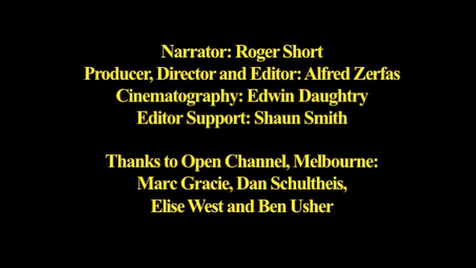 Narrator: Roger Short
Producer, Director and Editor: Alfred Zerfas
Cinematography: Edwin Daughtry
Editor Support: Shaun Smith
Thanks to Open Channel, Melbourne:
Marc Gracie, Dan Schultheis,
Elise West and Ben Usher